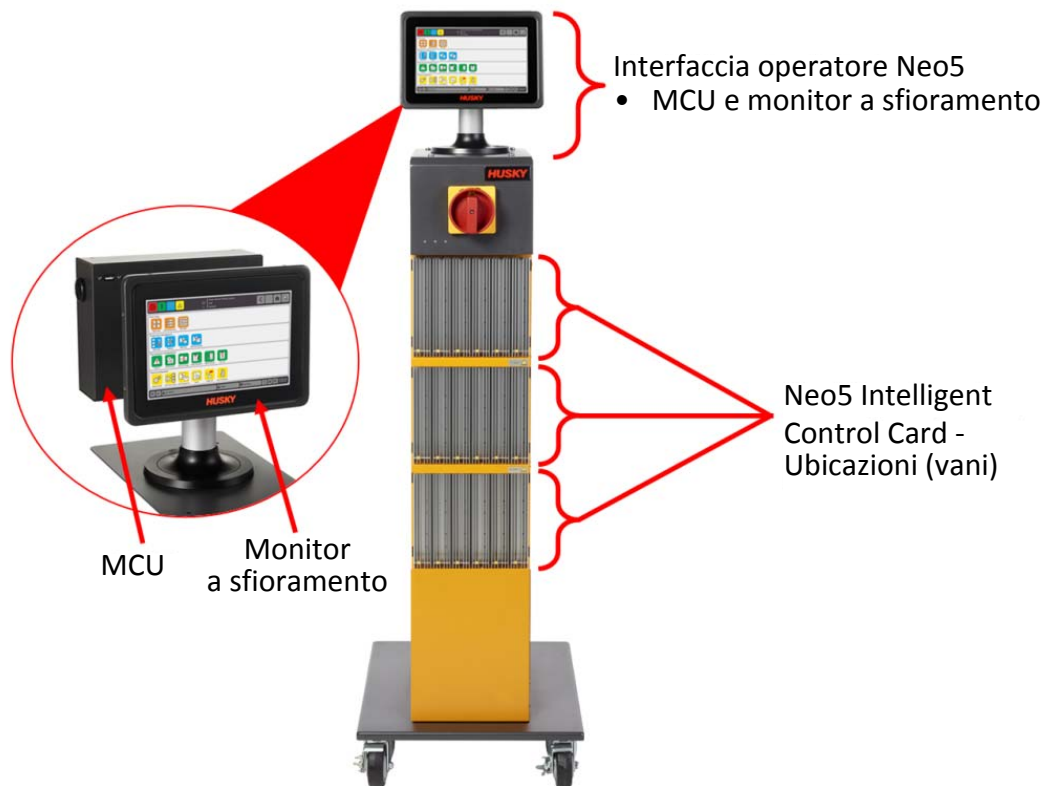 Interfaccia operatore Neo5
• MCU e monitor a sfioramento
HUSKY
HUSKY
HUSKY
Neo5 Intelligent
Control Card -
Ubicazioni (vani)
MCU
Monitor
a sfioramento